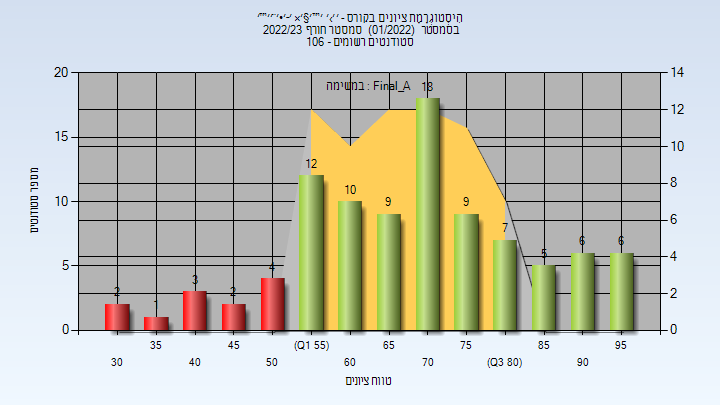 היסטוגרמת ציונים בקורס -
בסמסטר (01/2022) סמסטר חורף 2022/23
סטודנטים רשומים - 106
20 14
במשימה : Final_A
18
12
15 12
10
10 9 9
10 8
7
6 6
5
6
4
5 4
3
2 2
1
2
0 0
35 45 (Q1 55) 65 75 85 95
30 40 50 60 70 (Q3 80) 90
טווח ציונים
מספר סטודנטים